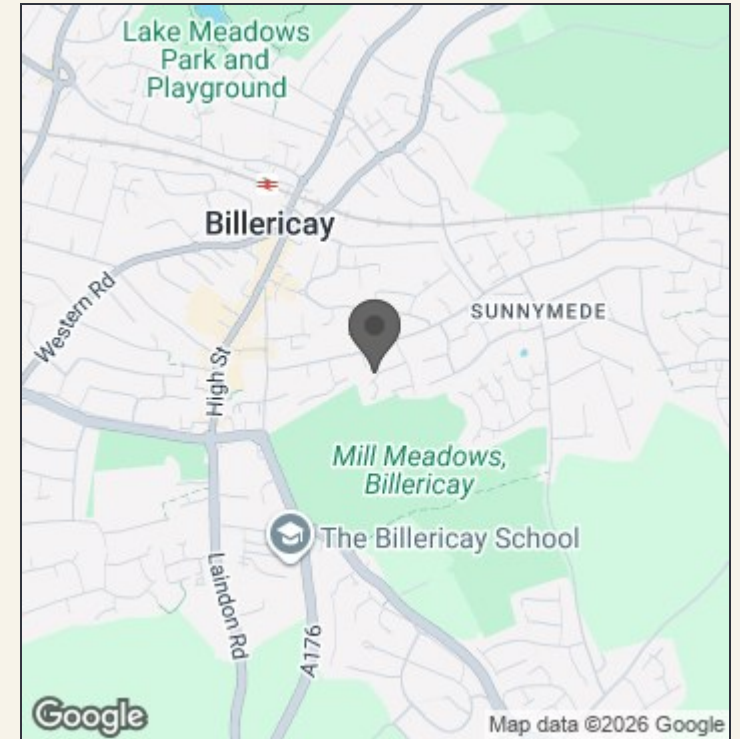 Lake Meadows
Park and
Playground
Billericay
Western Rd
SUNNYMEDE
High St
Mill Meadows,
Billericay
The Billericay School
Laindon Rd
A176
Google
Map data ©2026 Google